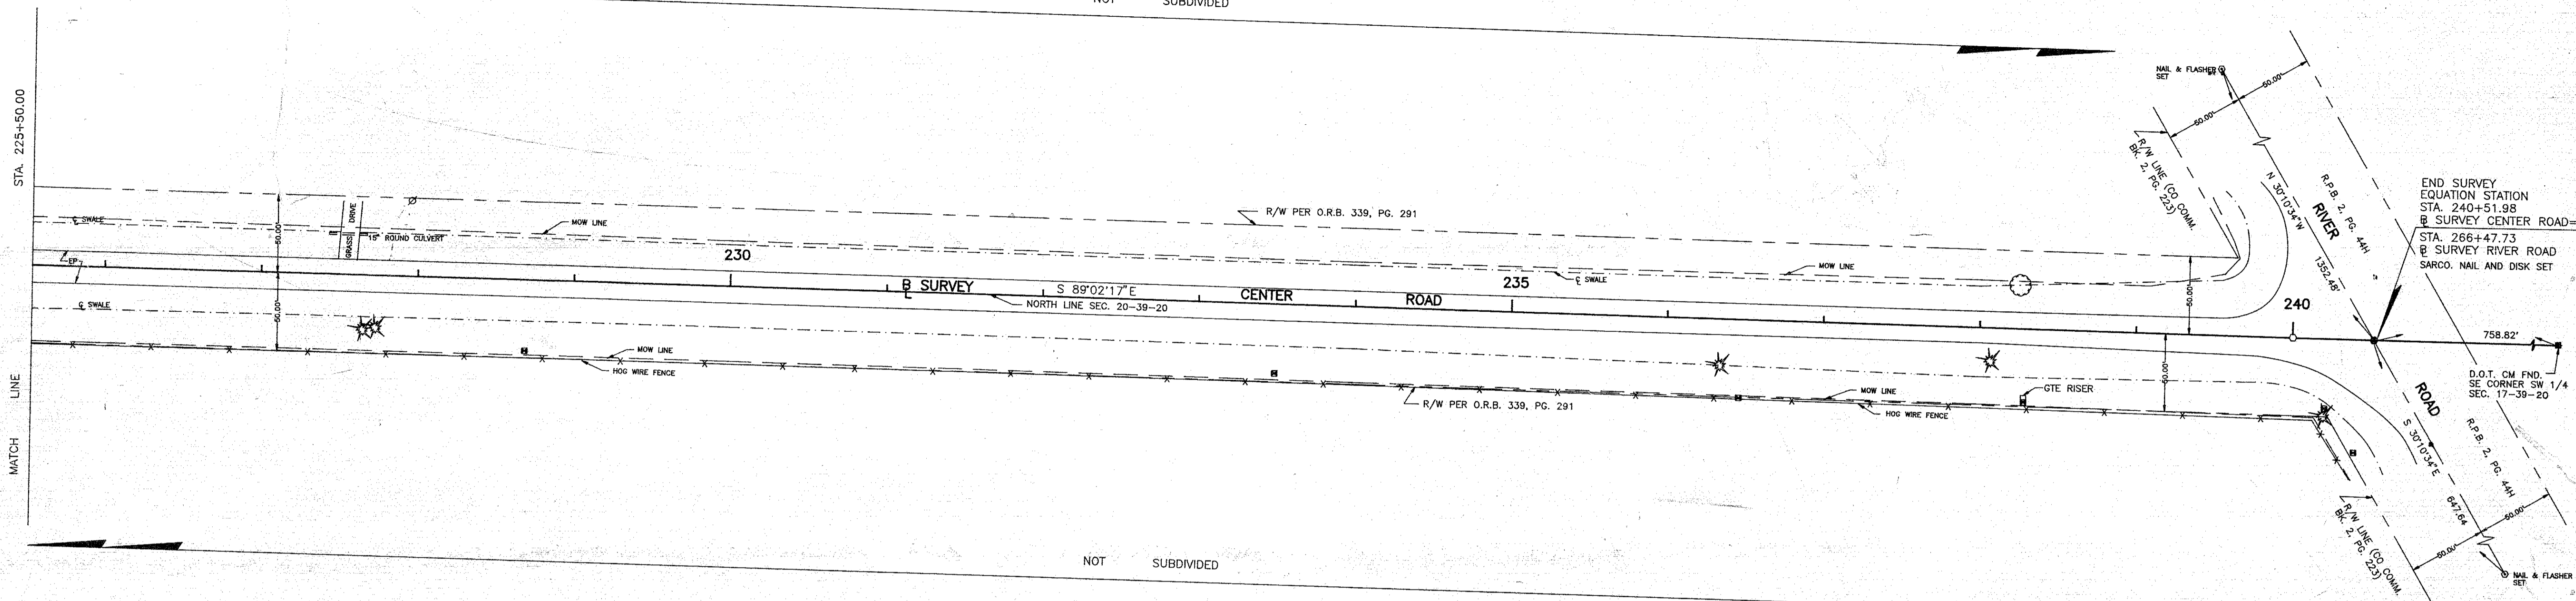 NOT SUBDIVIDED
STA. 225+50.00
MATCH LINE
℄ SWALE
EP
℄ SWALE
50.00'
50.00'
GRASS DRIVE
15" ROUND CULVERT
MOW LINE
230
R/W PER O.R.B. 339, PG. 291
℄ SWALE
MOW LINE
B/L SURVEY
S 89°02'17"E
CENTER ROAD
235
NORTH LINE SEC. 20-39-20
MOW LINE
HOG WIRE FENCE
R/W PER O.R.B. 339, PG. 291
MOW LINE
HOG WIRE FENCE
GTE RISER
50.00'
50.00'
240
NAIL & FLASHER
SET
50.00'
50.00'
R/W LINE (CO COMM.
BK. 2, PG. 223)
N 30°10'34"W
1352.48'
RIVER
R.P.B. 2, PG. 44H
END SURVEY
EQUATION STATION
STA. 240+51.98
B/L SURVEY CENTER ROAD=
STA. 266+47.73
B/L SURVEY RIVER ROAD
SARCO. NAIL AND DISK SET
758.82'
D.O.T. CM FND.
SE CORNER SW 1/4
SEC. 17-39-20
ROAD
S 30°10'34"E
647.64
R.P.B. 2, PG. 44H
50.00'
50.00'
R/W LINE (CO COMM.
BK. 2, PG. 223)
NAIL & FLASHER
SET
NOT SUBDIVIDED